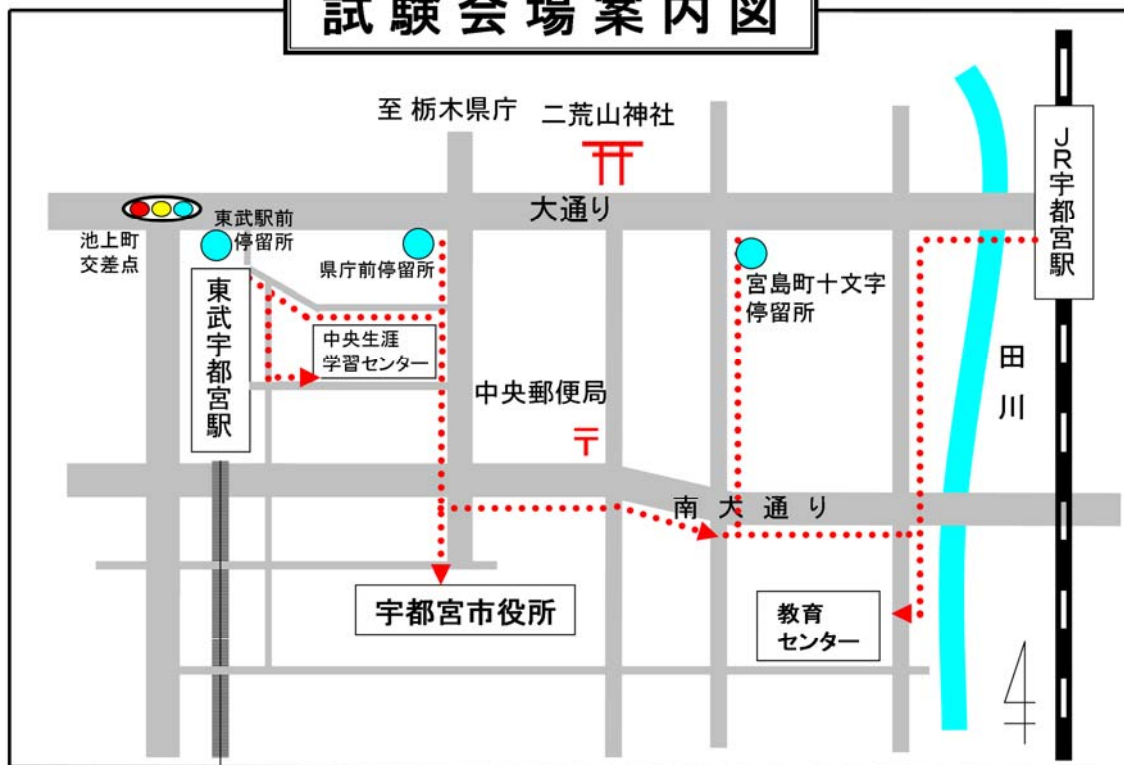 試験会場案内図
至 栃木県庁
二荒山神社
大通り
池上町
交差点
東武駅前
停留所
県庁前停留所
宮島町十文字
停留所
JR宇都宮駅
東武宇都宮駅
中央生涯
学習センター
田川
中央郵便局
〒
南大通り
宇都宮市役所
教育
センター